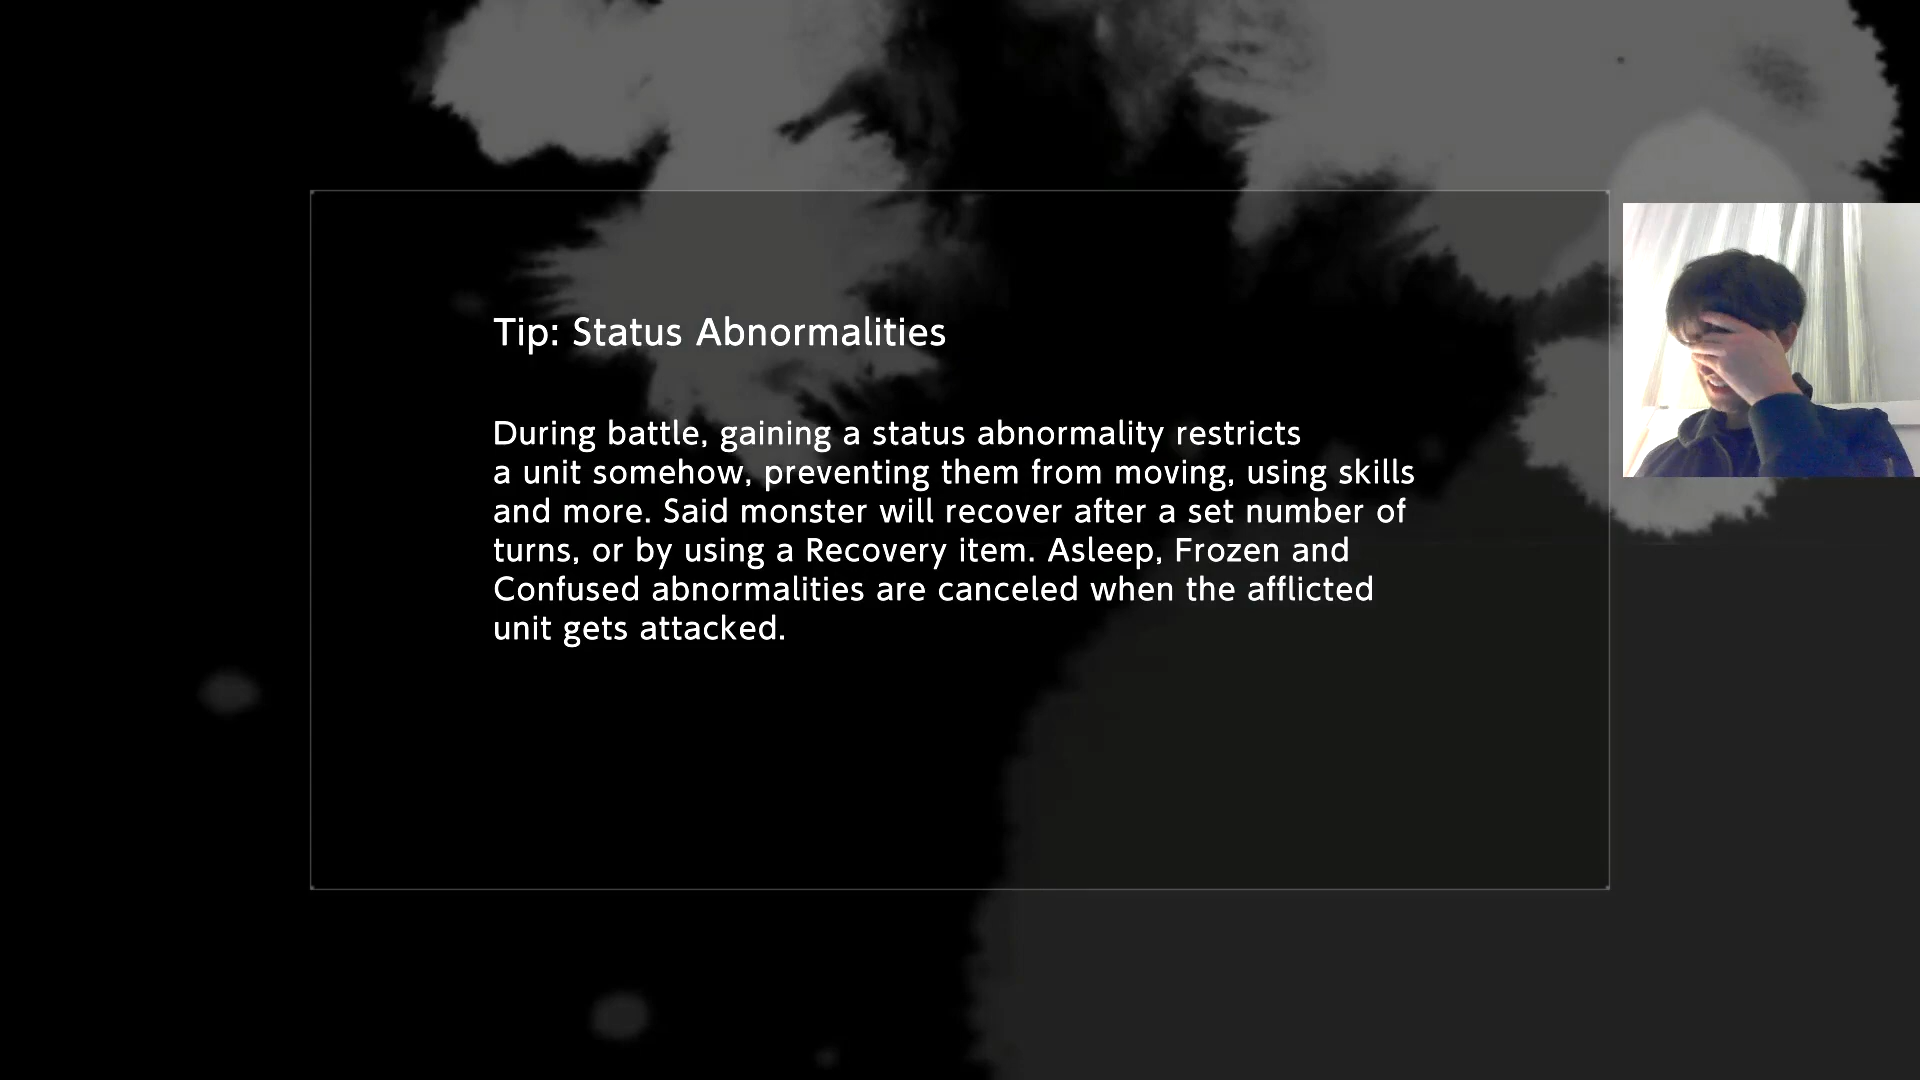 Tip: Status Abnormalities
During battle, gaining a status abnormality restricts
a unit somehow, preventing them from moving, using skills
and more. Said monster will recover after a set number of
turns, or by using a Recovery item. Asleep, Frozen and
Confused abnormalities are canceled when the afflicted
unit gets attacked.